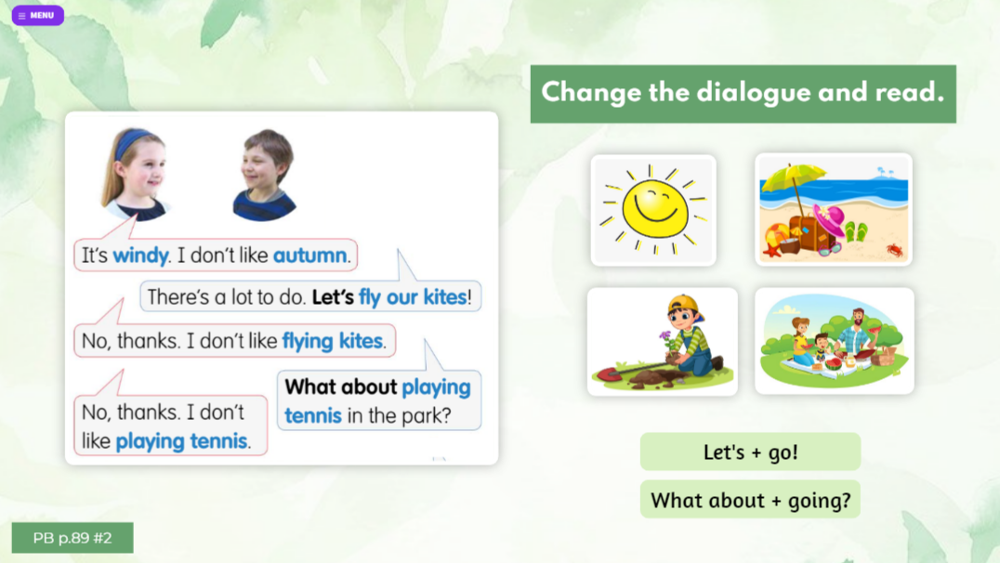 MENU
Change the dialogue and read.
It's windy. I don't like autumn.
There's a lot to do. Let's fly our kites!
No, thanks. I don't like flying kites.
What about playing
tennis in the park?
No, thanks. I don't
like playing tennis.
Let's + go!
What about + going?
PB p.89 #2